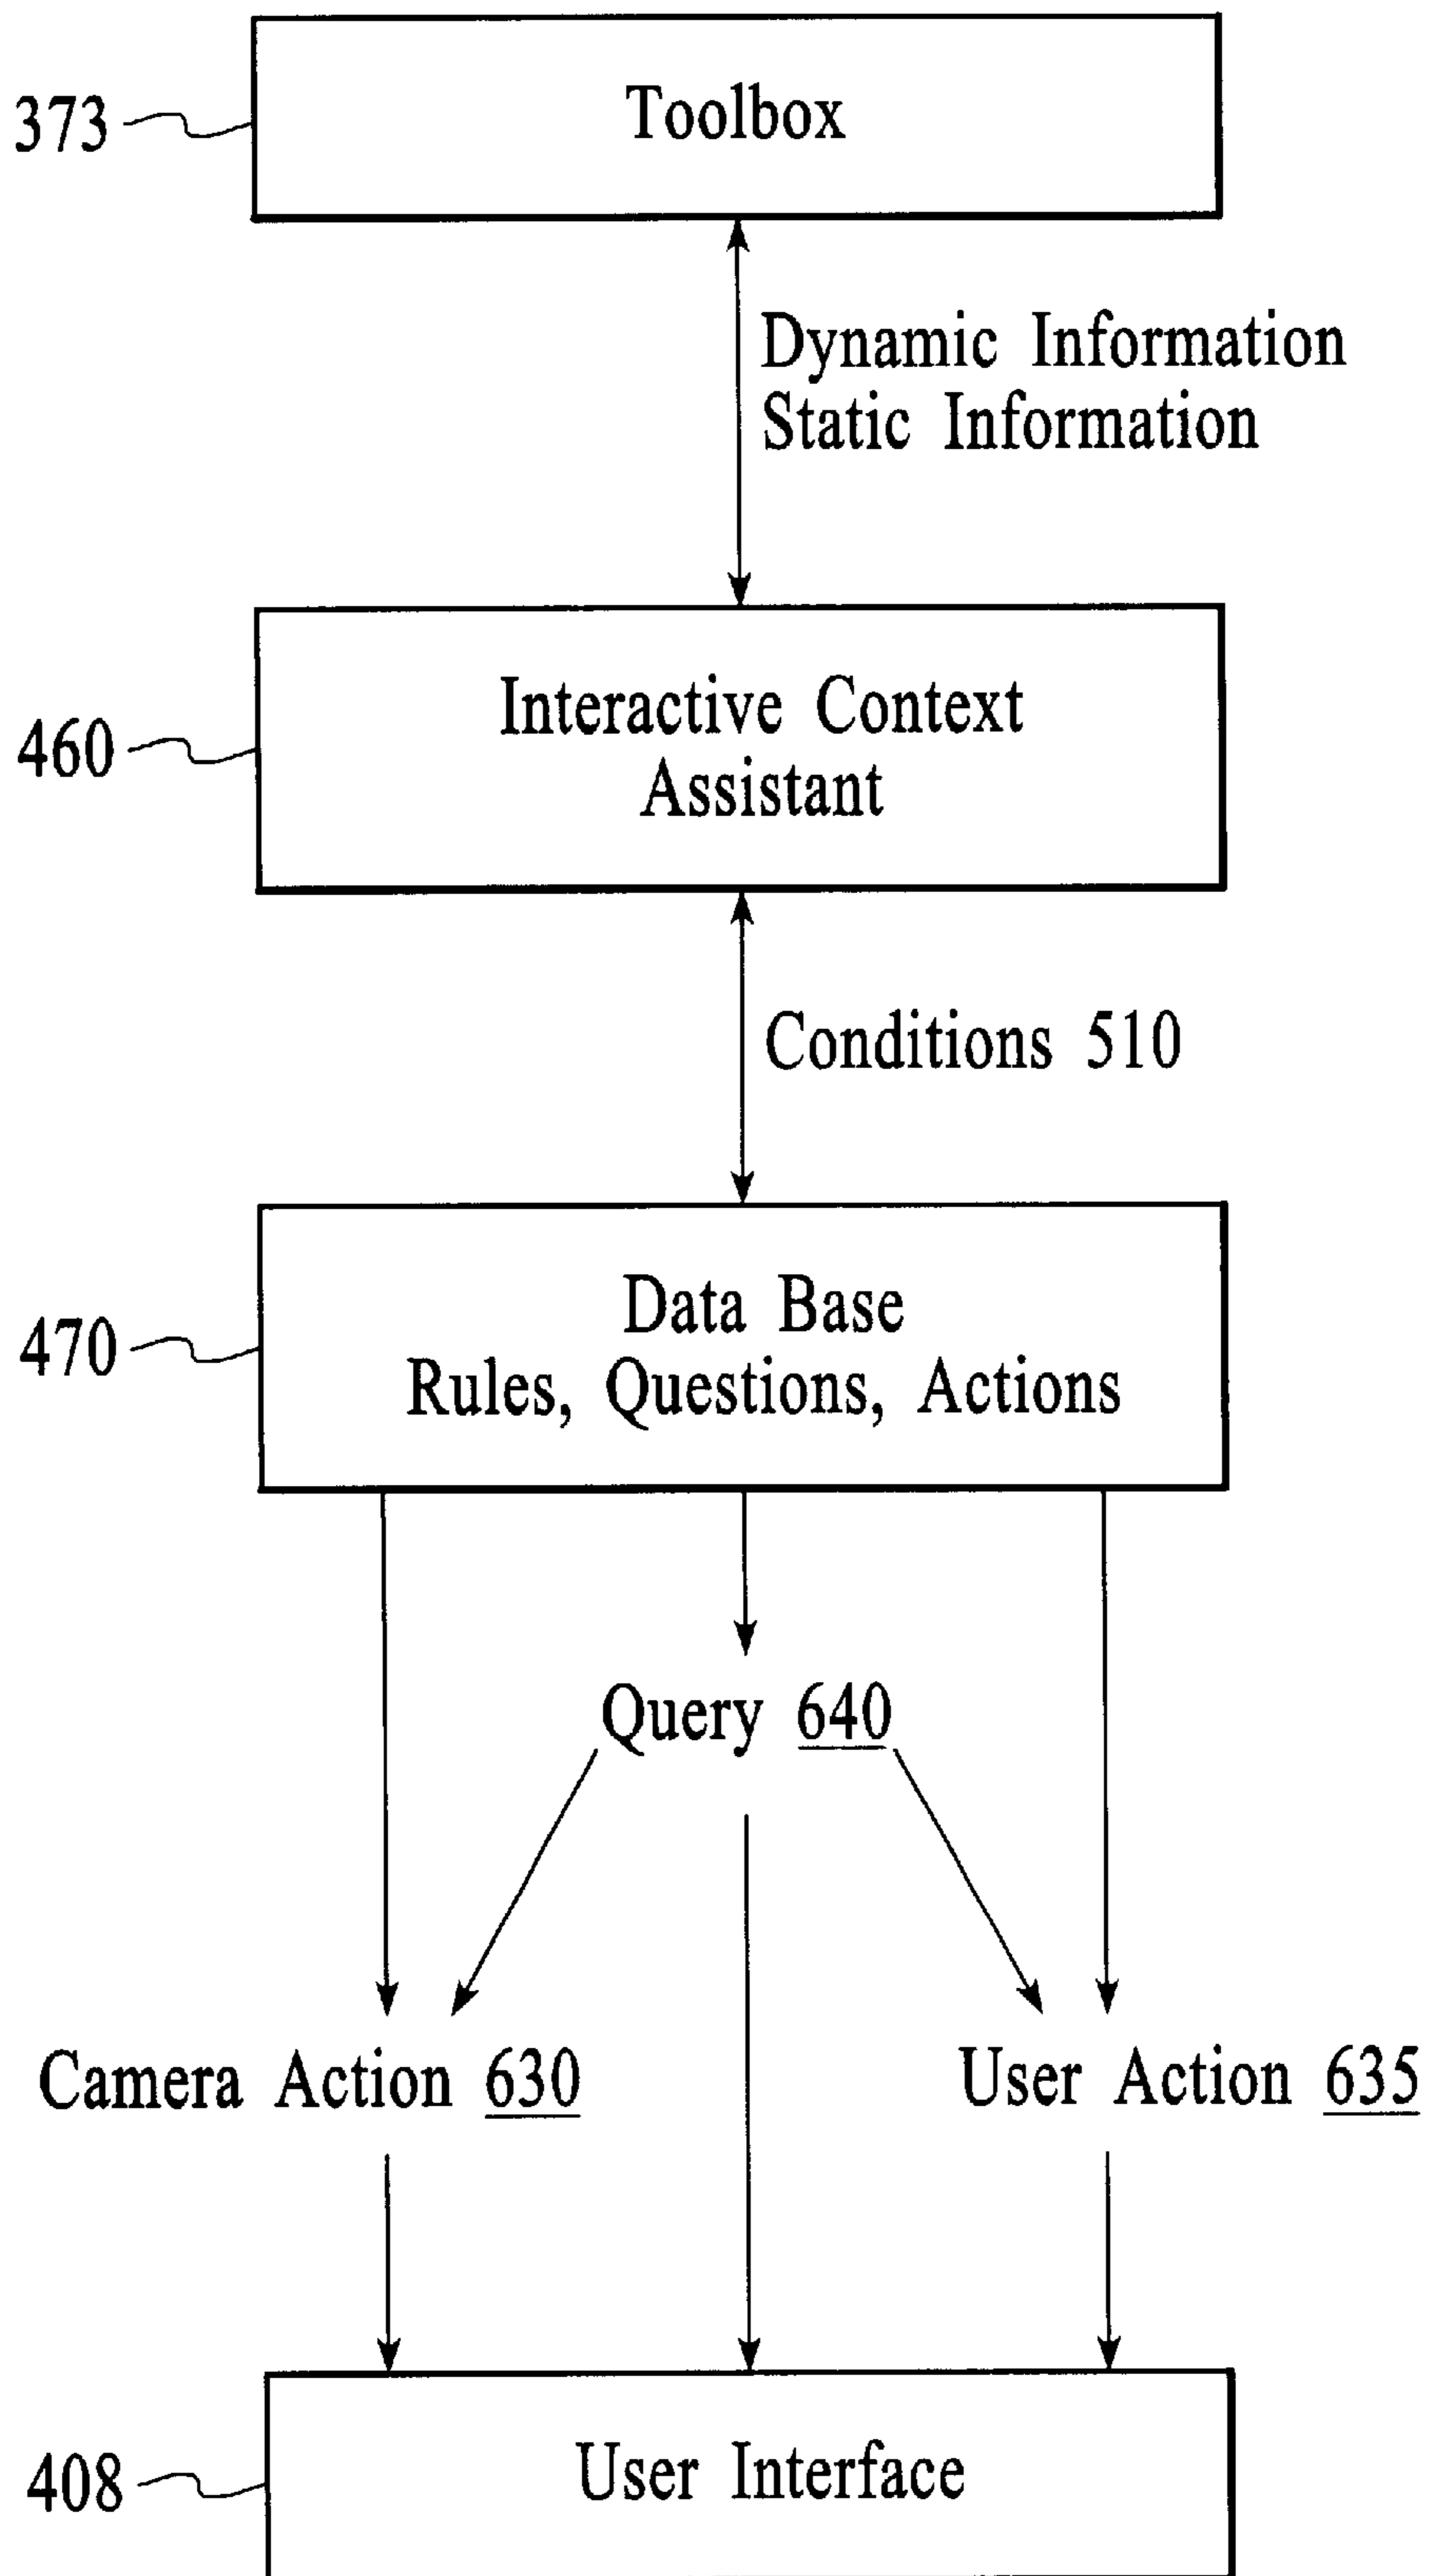 Toolbox
373
Dynamic Information
Static Information
Interactive Context
Assistant
460
Conditions 510
Data Base
Rules, Questions, Actions
470
Query 640
Camera Action 630
User Action 635
User Interface
408